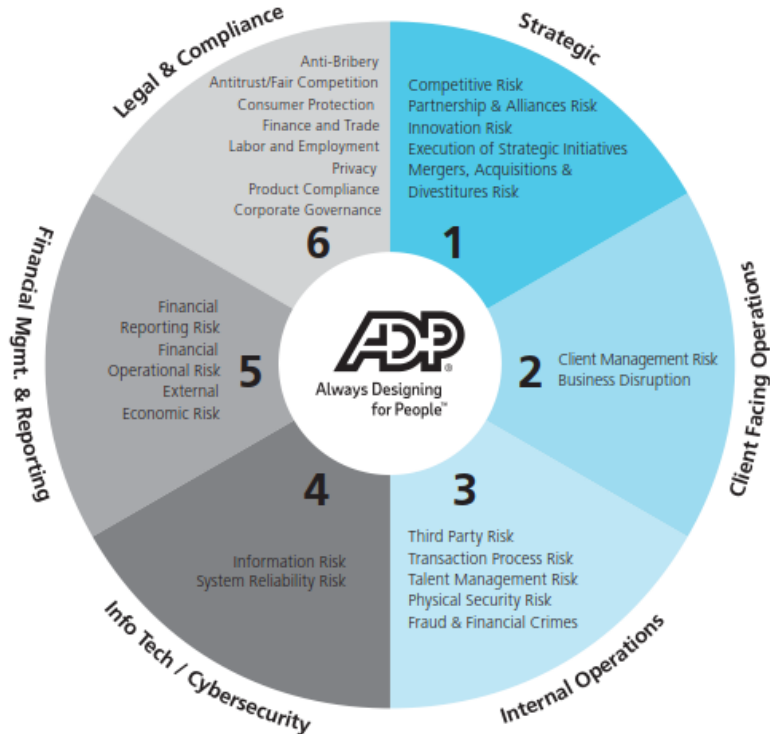 Strategic
Competitive Risk
Partnership & Alliances Risk
Innovation Risk
Execution of Strategic Initiatives
Mergers, Acquisitions &
Divestitures Risk
1
Client Facing Operations
2
Client Management Risk
Business Disruption
Internal Operations
3
Third Party Risk
Transaction Process Risk
Talent Management Risk
Physical Security Risk
Fraud & Financial Crimes
Info Tech / Cybersecurity
4
Information Risk
System Reliability Risk
Financial Mgmt. & Reporting
5
Financial
Reporting Risk
Financial
Operational Risk
External
Economic Risk
Legal & Compliance
Anti-Bribery
Antitrust/Fair Competition
Consumer Protection
Finance and Trade
Labor and Employment
Privacy
Product Compliance
Corporate Governance
6
ADP®
Always Designing
for People™